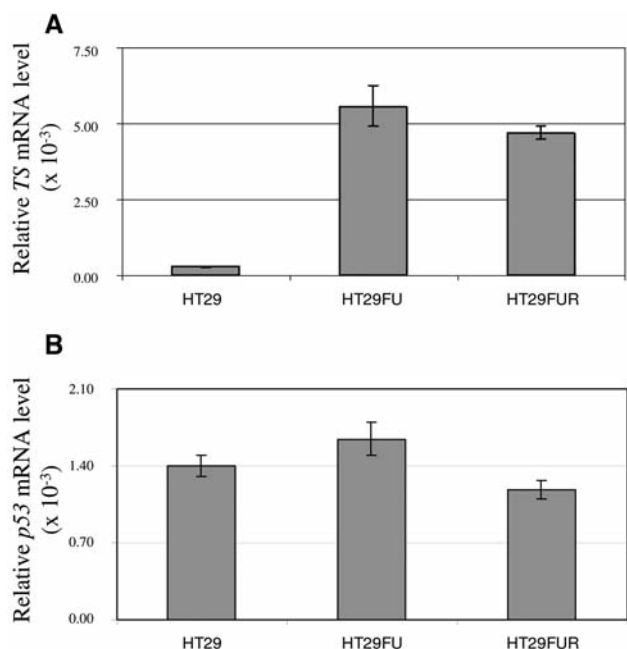 A
Relative TS mRNA level
(x 10⁻³)
7.50
5.00
2.50
0.00
HT29
HT29FU
HT29FUR
B
Relative p53 mRNA level
(x 10⁻³)
2.10
1.40
0.70
0.00
HT29
HT29FU
HT29FUR